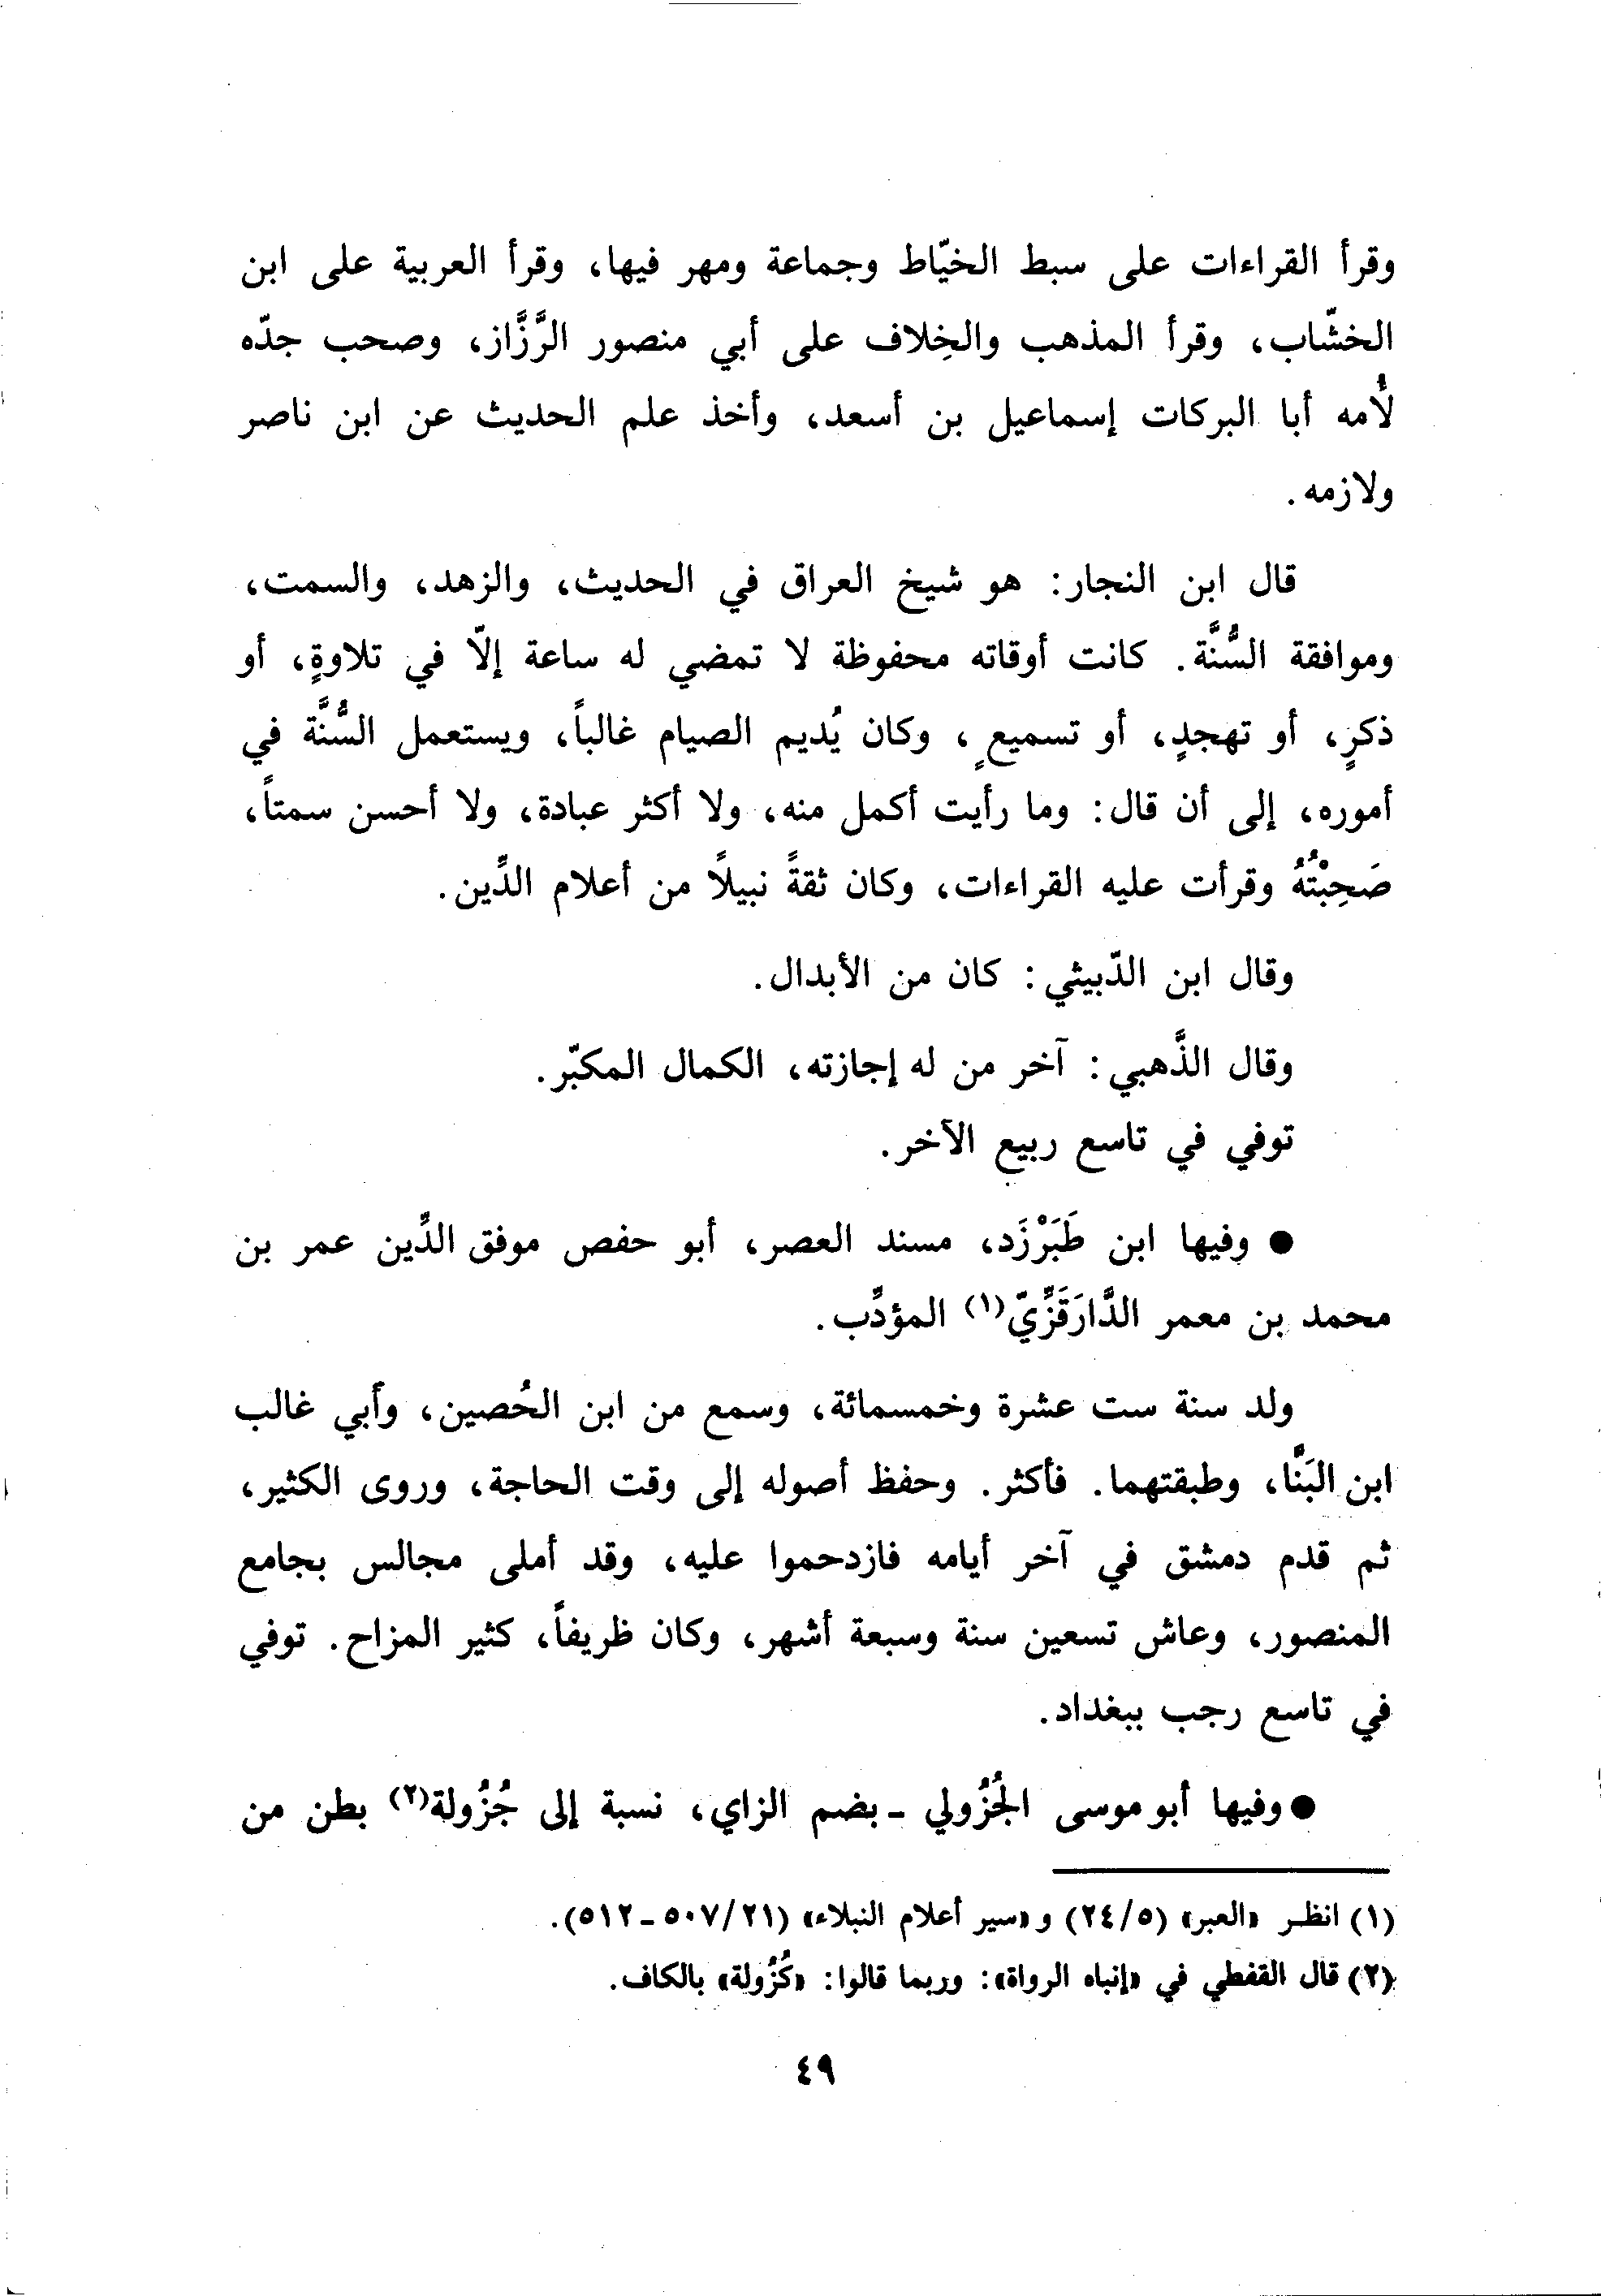 وقرأ القراءات على سبط الخيّاط وجماعة ومهر فيها، وقرأ العربية على ابن
الخشّاب، وقرأ المذهب والخِلاف على أبي منصور الرَّزَّاز، وصحب جدّه
لأُمه أبا البركات إسماعيل بن أسعد، وأخذ علم الحديث عن ابن ناصر
ولازمه.
قال ابن النجار: هو شيخ العراق في الحديث، والزهد، والسمت،
وموافقة السُّنَّة. كانت أوقاته محفوظة لا تمضي له ساعة إلّا في تلاوةٍ، أو
ذكرٍ، أو تهجدٍ، أو تسميعٍ، وكان يُديم الصيام غالباً، ويستعمل السُّنَّة في
أموره، إلى أن قال: وما رأيت أكمل منه، ولا أكثر عبادة، ولا أحسن سمتاً،
صَحِبْتُهُ وقرأت عليه القراءات، وكان ثقةً نبيلاً من أعلام الدِّين.
وقال ابن الدّبيثي: كان من الأبدال.
وقال الذَّهبي: آخر من له إجازته، الكمال المكبّر.
توفي في تاسع ربيع الآخر.
● وفيها ابن طَبَرْزَد، مسند العصر، أبو حفص موفق الدِّين عمر بن
محمد بن معمر الدَّارَقَزِّيّ(١) المؤدِّب.
ولد سنة ست عشرة وخمسمائة، وسمع من ابن الحُصين، وأبي غالب
ابن البَنَّا، وطبقتهما. فأكثر. وحفظ أصوله إلى وقت الحاجة، وروى الكثير،
ثم قدم دمشق في آخر أيامه فازدحموا عليه، وقد أملى مجالس بجامع
المنصور، وعاش تسعين سنة وسبعة أشهر، وكان ظريفاً، كثير المزاح. توفي
في تاسع رجب ببغداد.
● وفيها أبو موسى الجُزُولي - بضم الزاي، نسبة إلى جُزُولة(٢) بطن من
(١) انظر «العبر» (٥/٢٤) و «سير أعلام النبلاء» (٢١/٥٠٧ - ٥١٢).
(٢) قال القفطي في «إنباه الرواة»: وربما قالوا: «كُزُولة» بالكاف.
٤٩